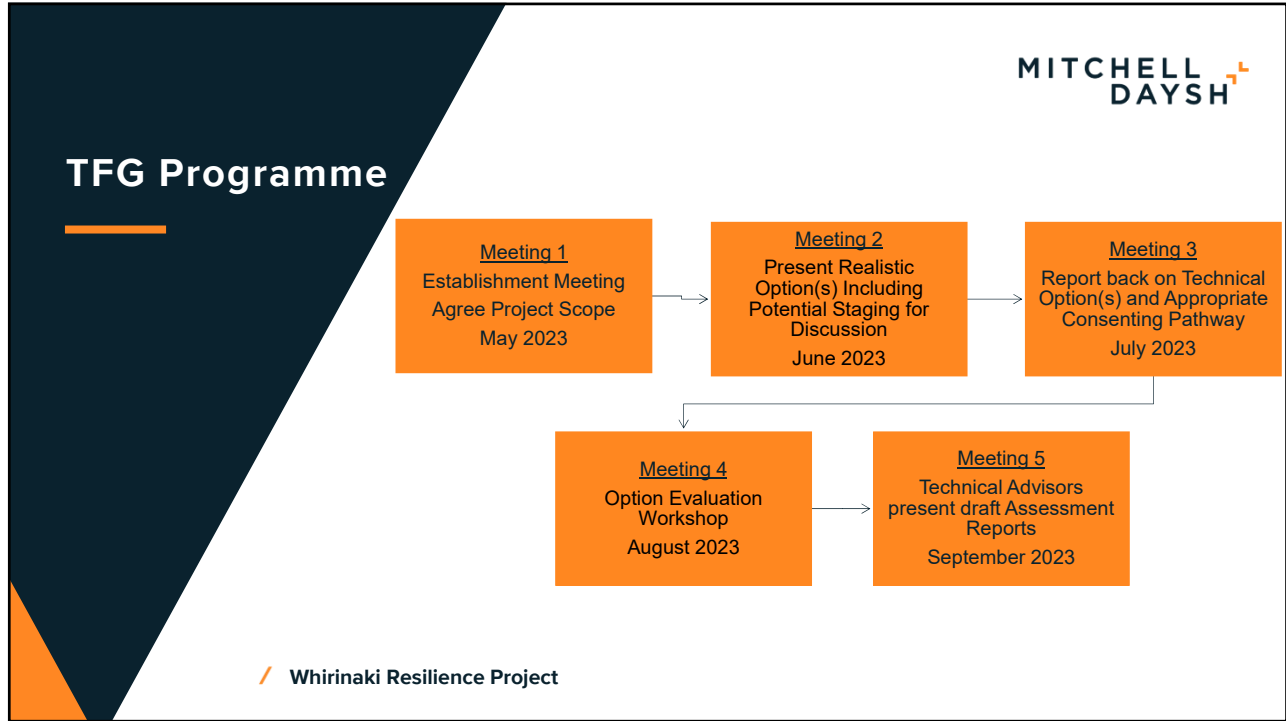 MITCHELL
DAYSH
TFG Programme
Meeting 1
Establishment Meeting
Agree Project Scope
May 2023
Meeting 2
Present Realistic
Option(s) Including
Potential Staging for
Discussion
June 2023
Meeting 3
Report back on Technical
Option(s) and Appropriate
Consenting Pathway
July 2023
Meeting 4
Option Evaluation
Workshop
August 2023
Meeting 5
Technical Advisors
present draft Assessment
Reports
September 2023
/ Whirinaki Resilience Project